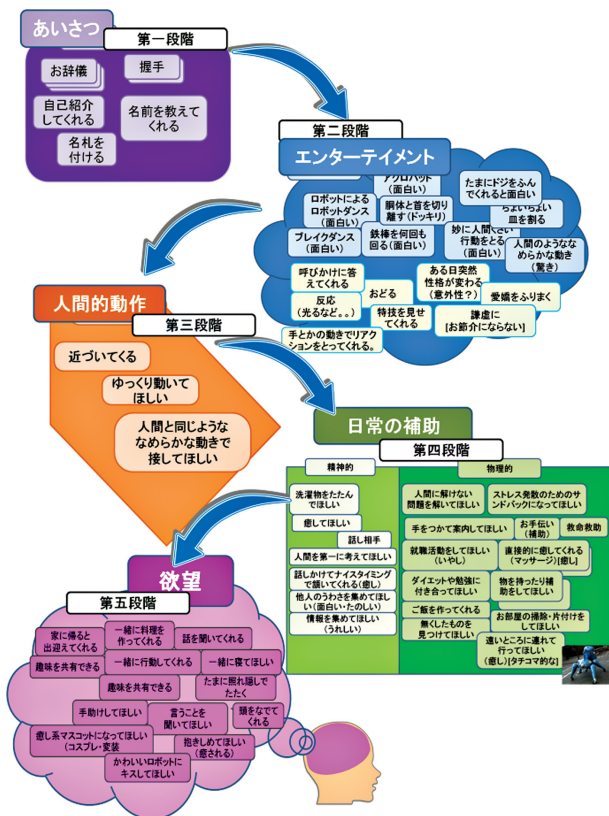 あいさつ
第一段階
お辞儀
握手
自己紹介
してくれる
名前を教えて
くれる
名札を
付ける
第二段階
エンターテイメント
アクロバット
(面白い)
たまにドジをふん
でくれると面白い
ロボットによる
ロボットダンス
(面白い)
胴体と首を切り
離す(ドッキリ)
ちょいちょい
皿を割る
ブレイクダンス
(面白い)
鉄棒を何回も
回る(面白い)
妙に人間くさい
行動をとる
(面白い)
人間のような
なめらかな動き
(驚き)
呼びかけに答
えてくれる
ある日突然
性格が変わる
(意外性?)
反応
(光るなど。。)
おどる
愛嬌をふりまく
特技を見せ
てくれる
謙虚に
[お節介にならない]
手とかの動きでリア
クションをとってくれる。
人間的動作
第三段階
近づいてくる
ゆっくり動いて
ほしい
人間と同じような
なめらかな動きで
接してほしい
日常の補助
第四段階
精神的
洗濯物をたたん
でほしい
癒してほしい
話し相手
人間を第一に考えてほしい
話しかけてナイスタイミング
で頷いてくれる(癒し)
他人のうわさを集めてほし
い(面白い・たのしい)
情報を集めてほしい
(うれしい)
物理的
人間に解けない
問題を解いてほしい
ストレス発散のためのサ
ンドバックになってほしい
手をつかて案内してほしい
お手伝い
(補助)
救命救助
就職活動をしてほしい
(いやし)
直接的に癒してくれる
(マッサージ)[癒し]
ダイエットや勉強に
付き合ってほしい
物を持ったり補
助をしてほしい
ご飯を作ってくれる
無くしたものを
見つけてほしい
お部屋の掃除・片付けを
してほしい
遠いところに連れて
行ってほしい
(癒し)[タチコマ的な]
欲望
第五段階
家に帰ると
出迎えてくれる
一緒に料理を
作ってくれる
話を聞いてくれる
趣味を共有できる
一緒に行動してくれる
一緒に寝てほしい
趣味を共有できる
たまに照れ隠しで
たたく
手助けしてほしい
言うことを
聞いてほしい
頭をなでて
くれる
癒し系マスコットになってほしい
(コスプレ・変装
抱きしめてほしい
(癒される)
かわいいロボットに
キスしてほしい